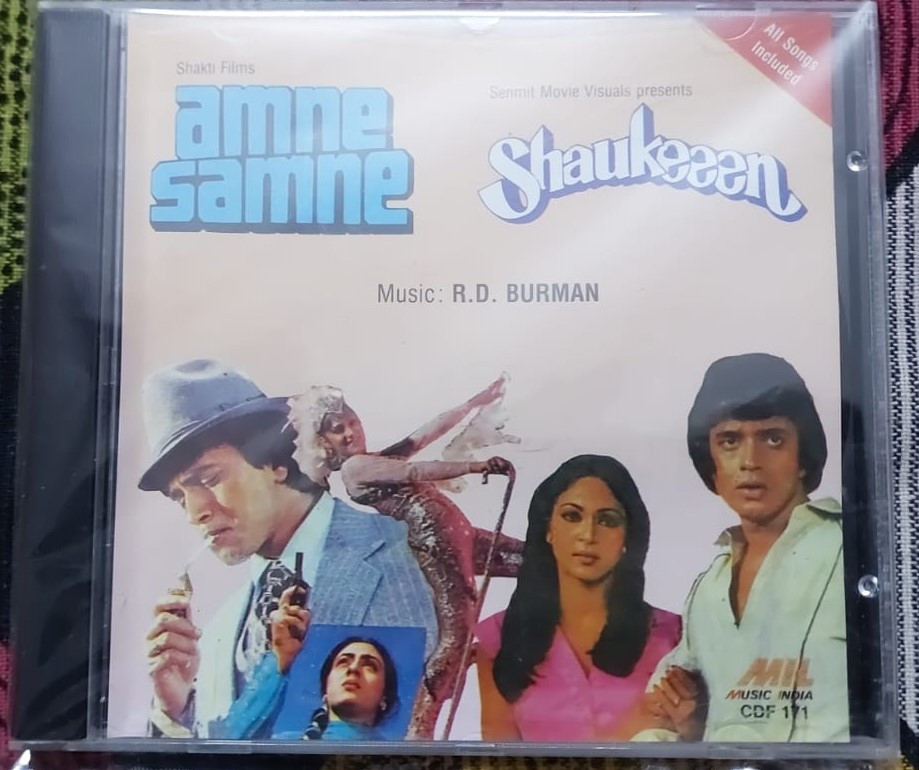 Shakti Films
amne
samne
Senmit Movie Visuals presents
Shaukeeen
All Songs
Included
Music: R.D. BURMAN
MIL
MUSIC INDIA
CDF 171